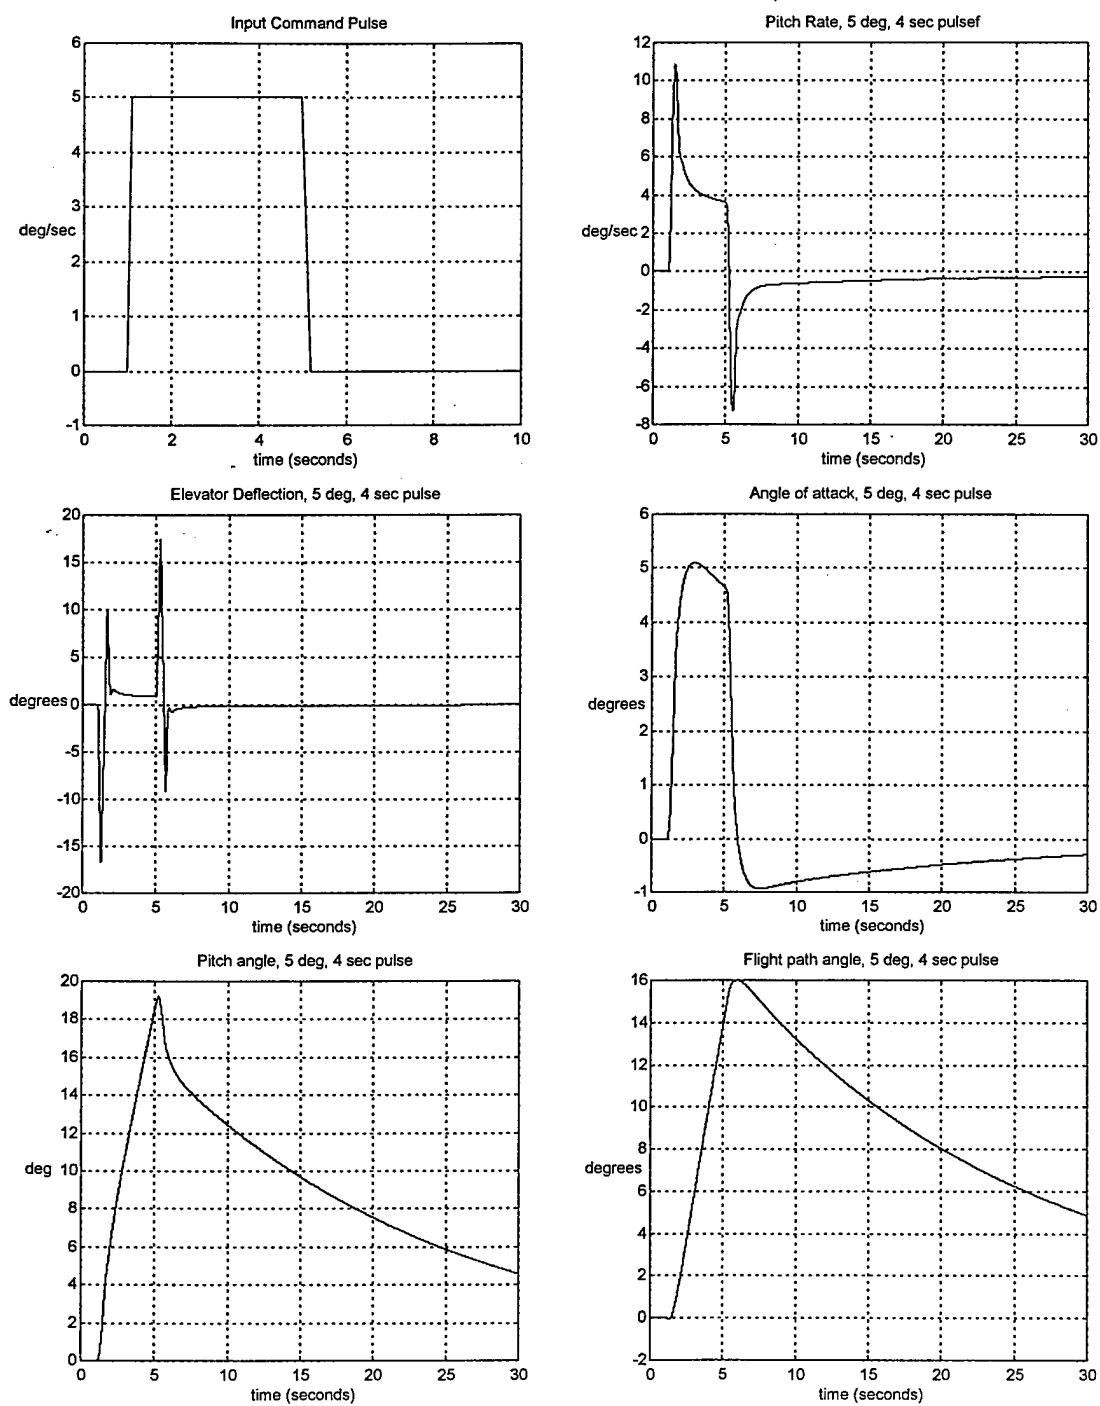 Input Command Pulse
6
5
4
3
deg/sec
2
1
0
-1
0 2 4 6 8 10
time (seconds)
Pitch Rate, 5 deg, 4 sec pulsef
12
10
8
6
4
deg/sec 2
0
-2
-4
-6
-8
0 5 10 15 20 25 30
time (seconds)
Elevator Deflection, 5 deg, 4 sec pulse
20
15
10
5
degrees 0
-5
-10
-15
-20
0 5 10 15 20 25 30
time (seconds)
Angle of attack, 5 deg, 4 sec pulse
6
5
4
3
degrees
2
1
0
-1
0 5 10 15 20 25 30
time (seconds)
Pitch angle, 5 deg, 4 sec pulse
20
18
16
14
12
deg 10
8
6
4
2
0
0 5 10 15 20 25 30
time (seconds)
Flight path angle, 5 deg, 4 sec pulse
16
14
12
10
8
degrees
6
4
2
0
-2
0 5 10 15 20 25 30
time (seconds)